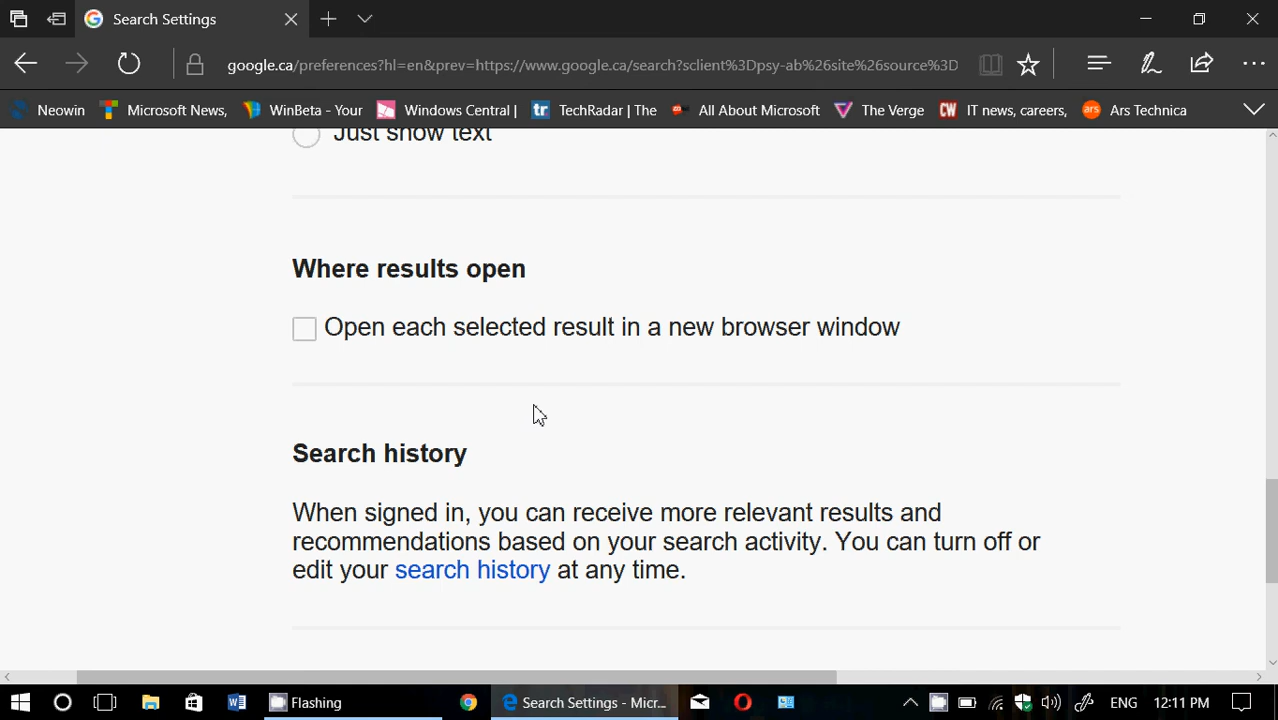 Search Settings
google.ca/preferences?hl=en&prev=https://www.google.ca/search?sclient%3Dpsy-ab%26site%26source%3D
Neowin Microsoft News, WinBeta - Your Windows Central | tr TechRadar | The All About Microsoft The Verge CW IT news, careers, ars Ars Technica
Just show text
Where results open
Open each selected result in a new browser window
Search history
When signed in, you can receive more relevant results and
recommendations based on your search activity. You can turn off or
edit your search history at any time.
Flashing Search Settings - Micr... ENG 12:11 PM